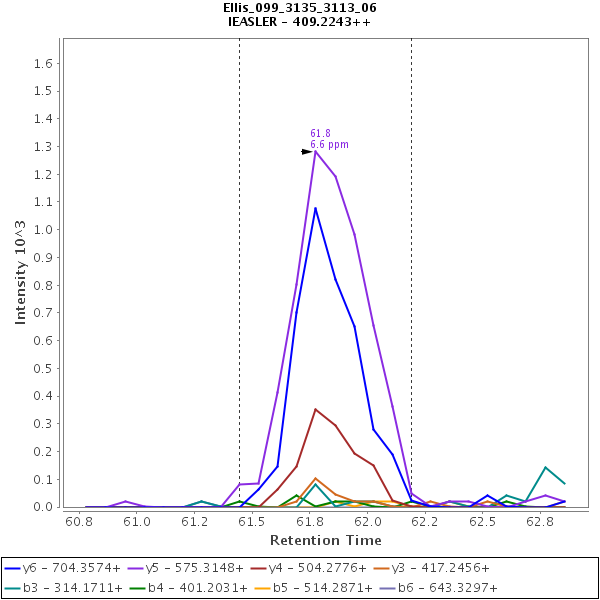 Ellis_099_3135_3113_06
IEASLER - 409.2243++
Intensity 10^3
1.6
1.5
1.4
1.3
1.2
1.1
1.0
0.9
0.8
0.7
0.6
0.5
0.4
0.3
0.2
0.1
0.0
61.8
6.6 ppm
60.8 61.0 61.2 61.5 61.8 62.0 62.2 62.5 62.8
Retention Time
y6 - 704.3574+ y5 - 575.3148+ y4 - 504.2776+ y3 - 417.2456+
b3 - 314.1711+ b4 - 401.2031+ b5 - 514.2871+ b6 - 643.3297+